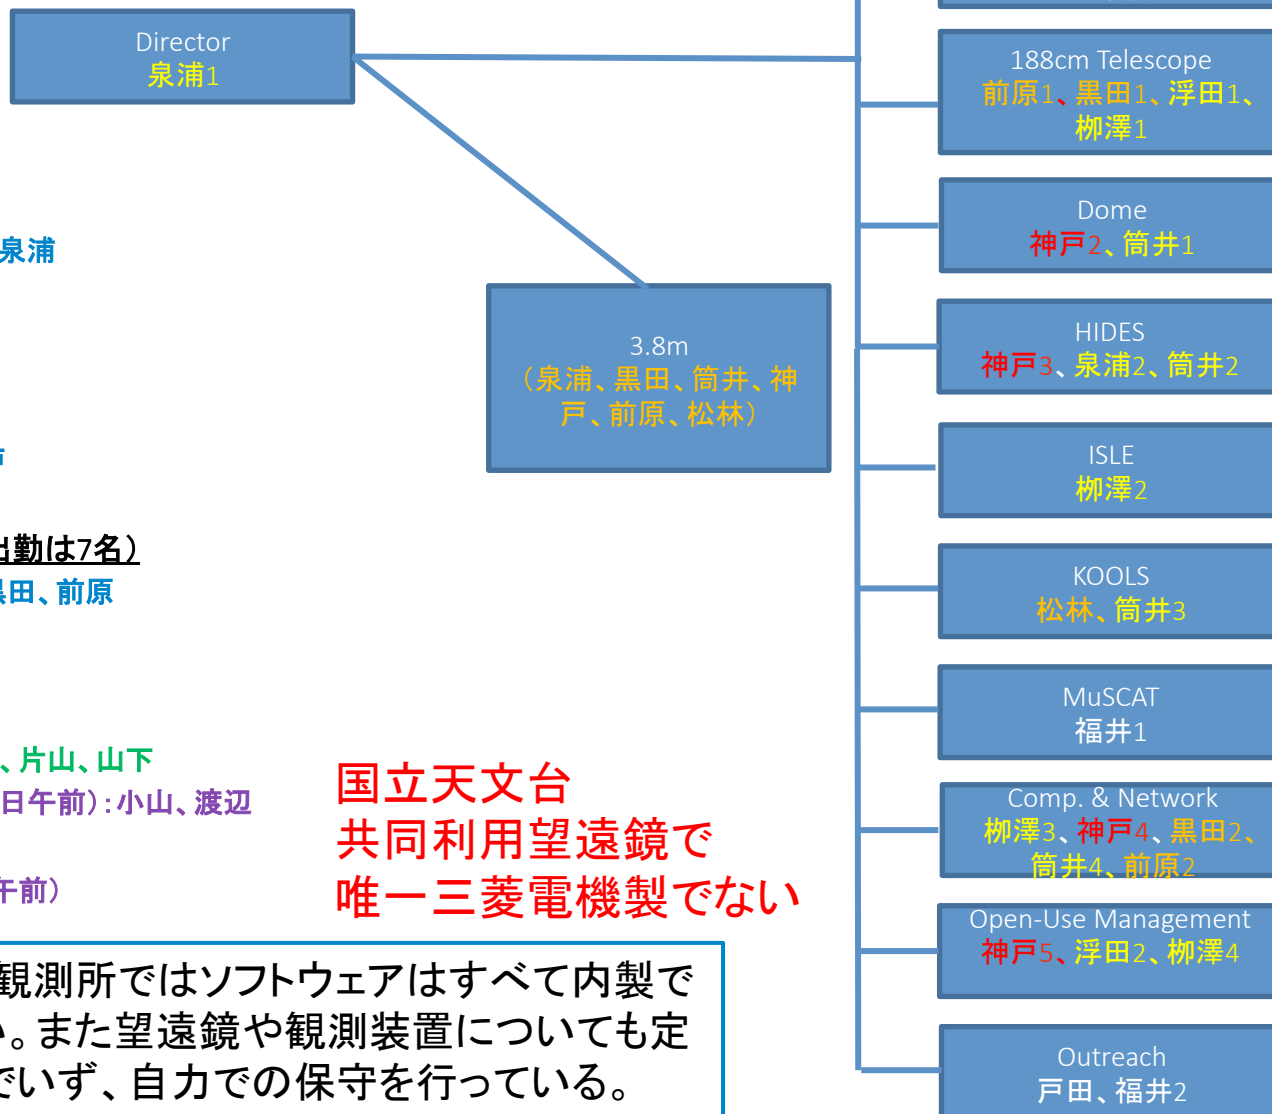 Director
泉浦1
泉浦
出勤は7名）
黒田、前原
、片山、山下
日午前）：小山、渡辺
午前）
3.8m
（泉浦、黒田、筒井、神
戸、前原、松林）
国立天文台
共同利用望遠鏡で
唯一三菱電機製でない
観測所ではソフトウェアはすべて内製で
い。また望遠鏡や観測装置についても定
でいず、自力での保守を行っている。
188cm Telescope
前原1、黒田1、浮田1、
栁澤1
Dome
神戸2、筒井1
HIDES
神戸3、泉浦2、筒井2
ISLE
栁澤2
KOOLS
松林、筒井3
MuSCAT
福井1
Comp. & Network
栁澤3、神戸4、黒田2、
筒井4、前原2
Open-Use Management
神戸5、浮田2、栁澤4
Outreach
戸田、福井2